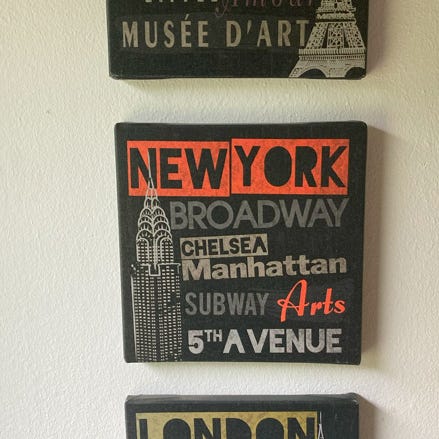 MUSÉE D'ART
NEW YORK
BROADWAY
CHELSEA
Manhattan
SUBWAY Arts
5TH AVENUE
LONDON